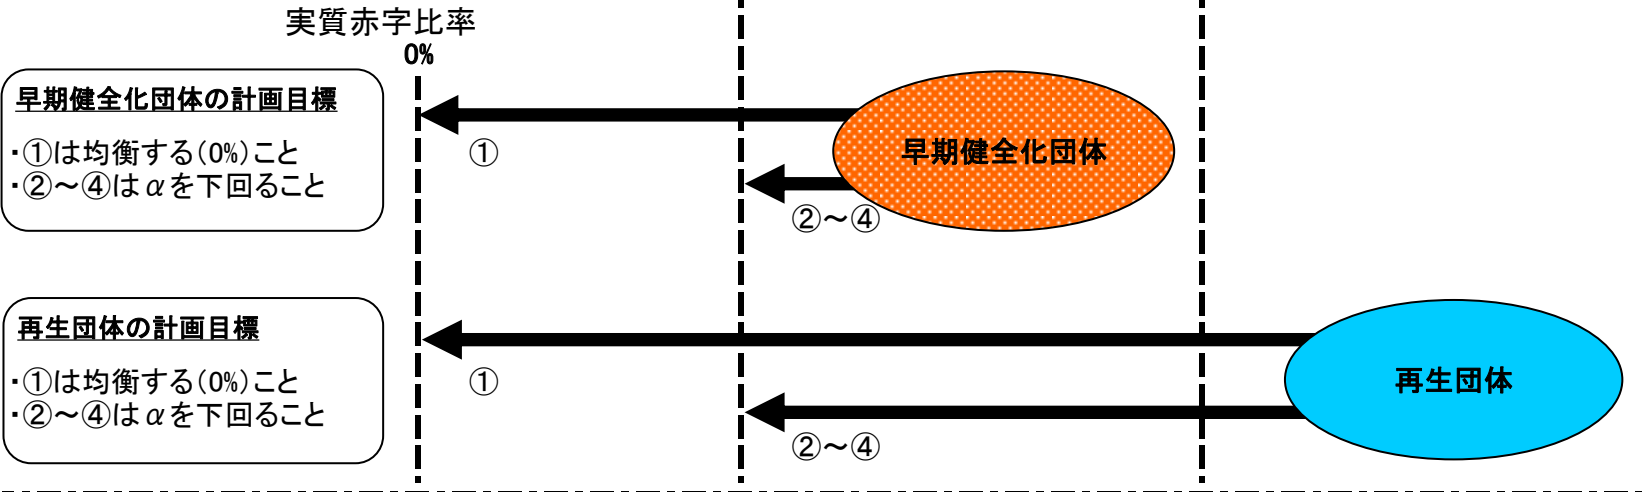 実質赤字比率
0%
早期健全化団体の計画目標
・①は均衡する(0%)こと
・②～④はαを下回ること
①
②～④
早期健全化団体
再生団体の計画目標
・①は均衡する(0%)こと
・②～④はαを下回ること
①
②～④
再生団体